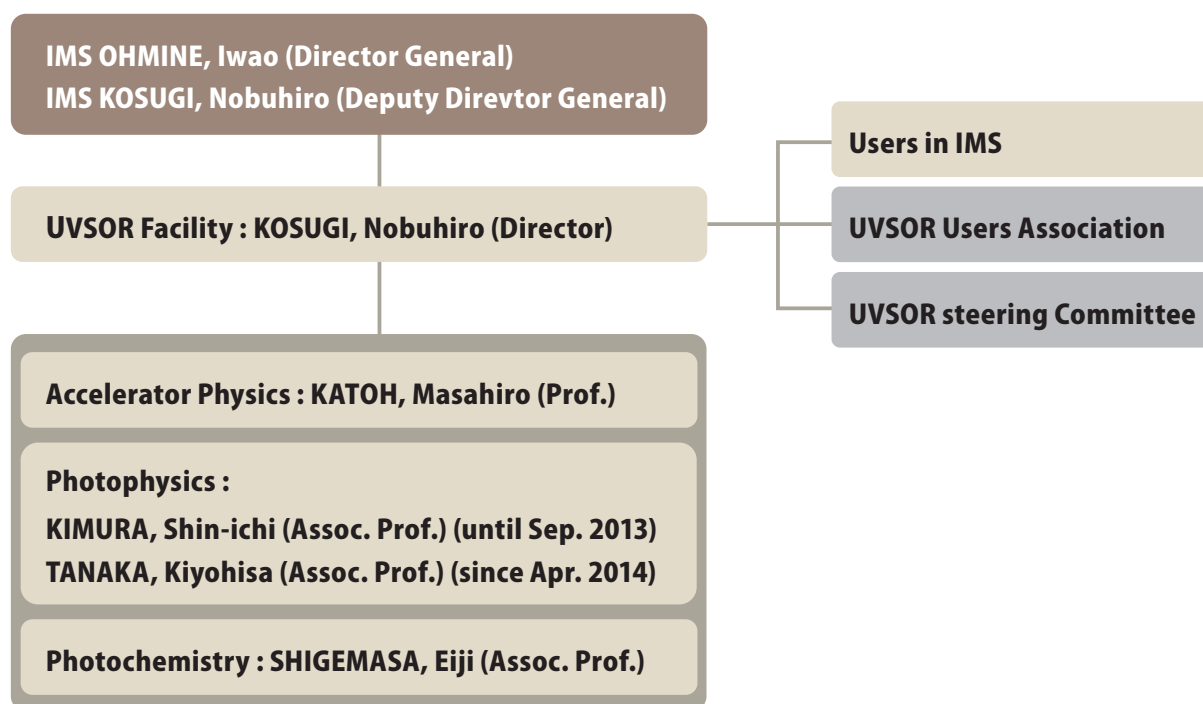 IMS OHMINE, Iwao (Director General)
IMS KOSUGI, Nobuhiro (Deputy Direvtor General)
Users in IMS
UVSOR Facility : KOSUGI, Nobuhiro (Director)
UVSOR Users Association
UVSOR steering Committee
Accelerator Physics : KATOH, Masahiro (Prof.)
Photophysics :
KIMURA, Shin-ichi (Assoc. Prof.) (until Sep. 2013)
TANAKA, Kiyohisa (Assoc. Prof.) (since Apr. 2014)
Photochemistry : SHIGEMASA, Eiji (Assoc. Prof.)